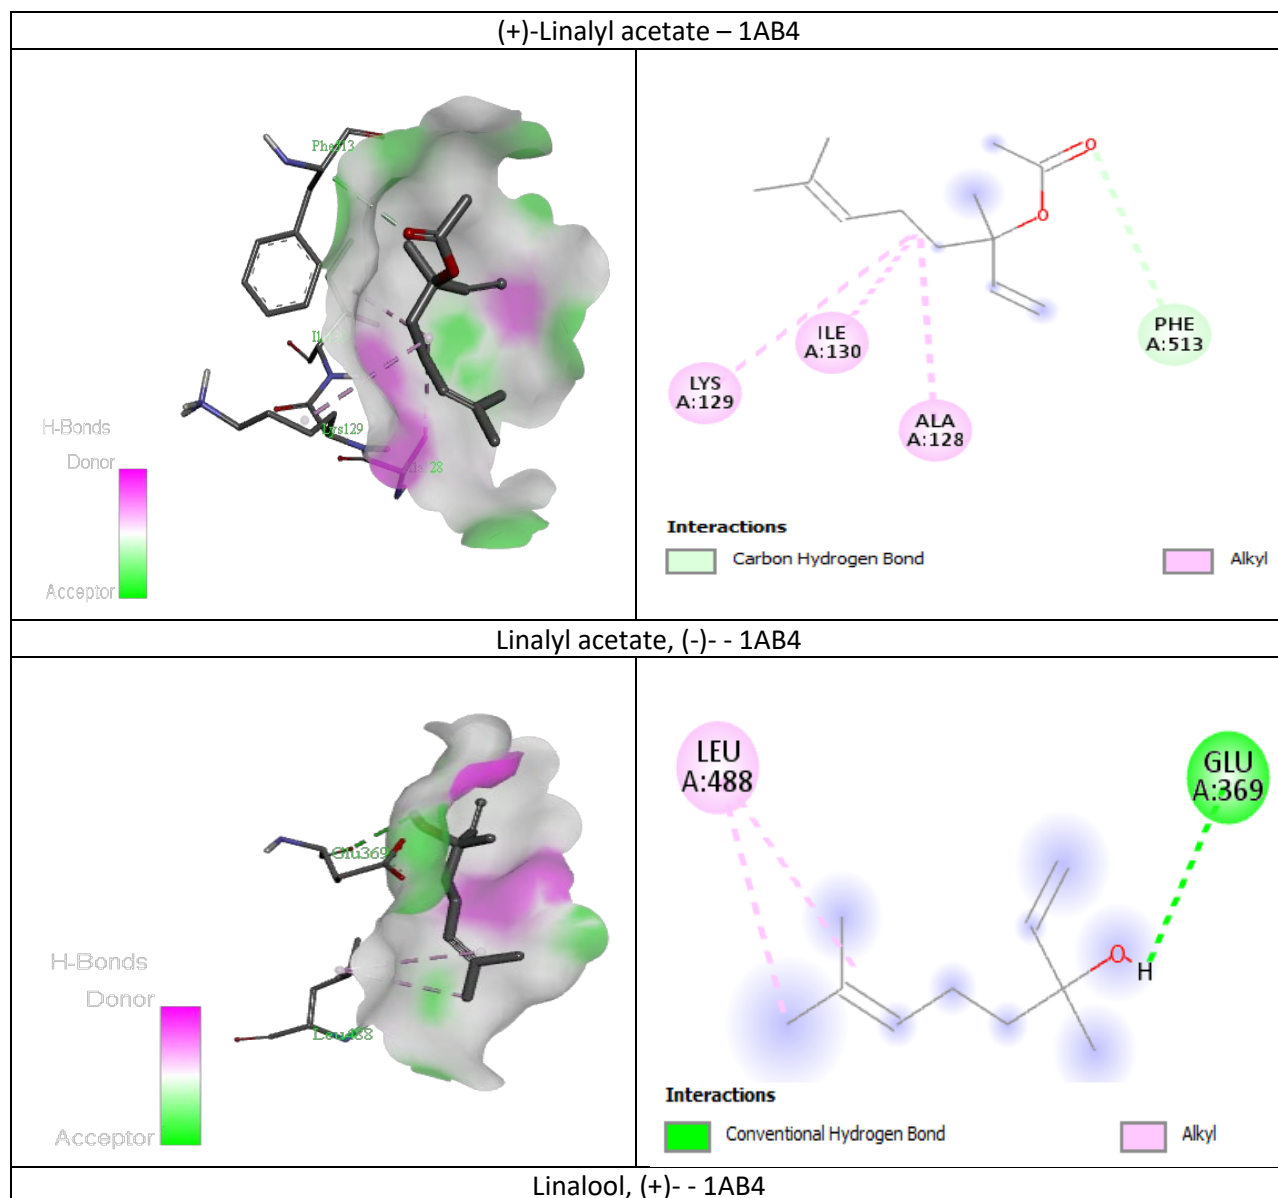 (+)-Linalyl acetate – 1AB4
Phe513
Lys129
H-Bonds
Donor
Acceptor
O
O
LYS
A:129
ILE
A:130
ALA
A:128
PHE
A:513
Interactions
Carbon Hydrogen Bond
Alkyl
Linalyl acetate, (-)- - 1AB4
Glu369
Leu488
H-Bonds
Donor
Acceptor
LEU
A:488
GLU
A:369
O
H
Interactions
Conventional Hydrogen Bond
Alkyl
Linalool, (+)- - 1AB4